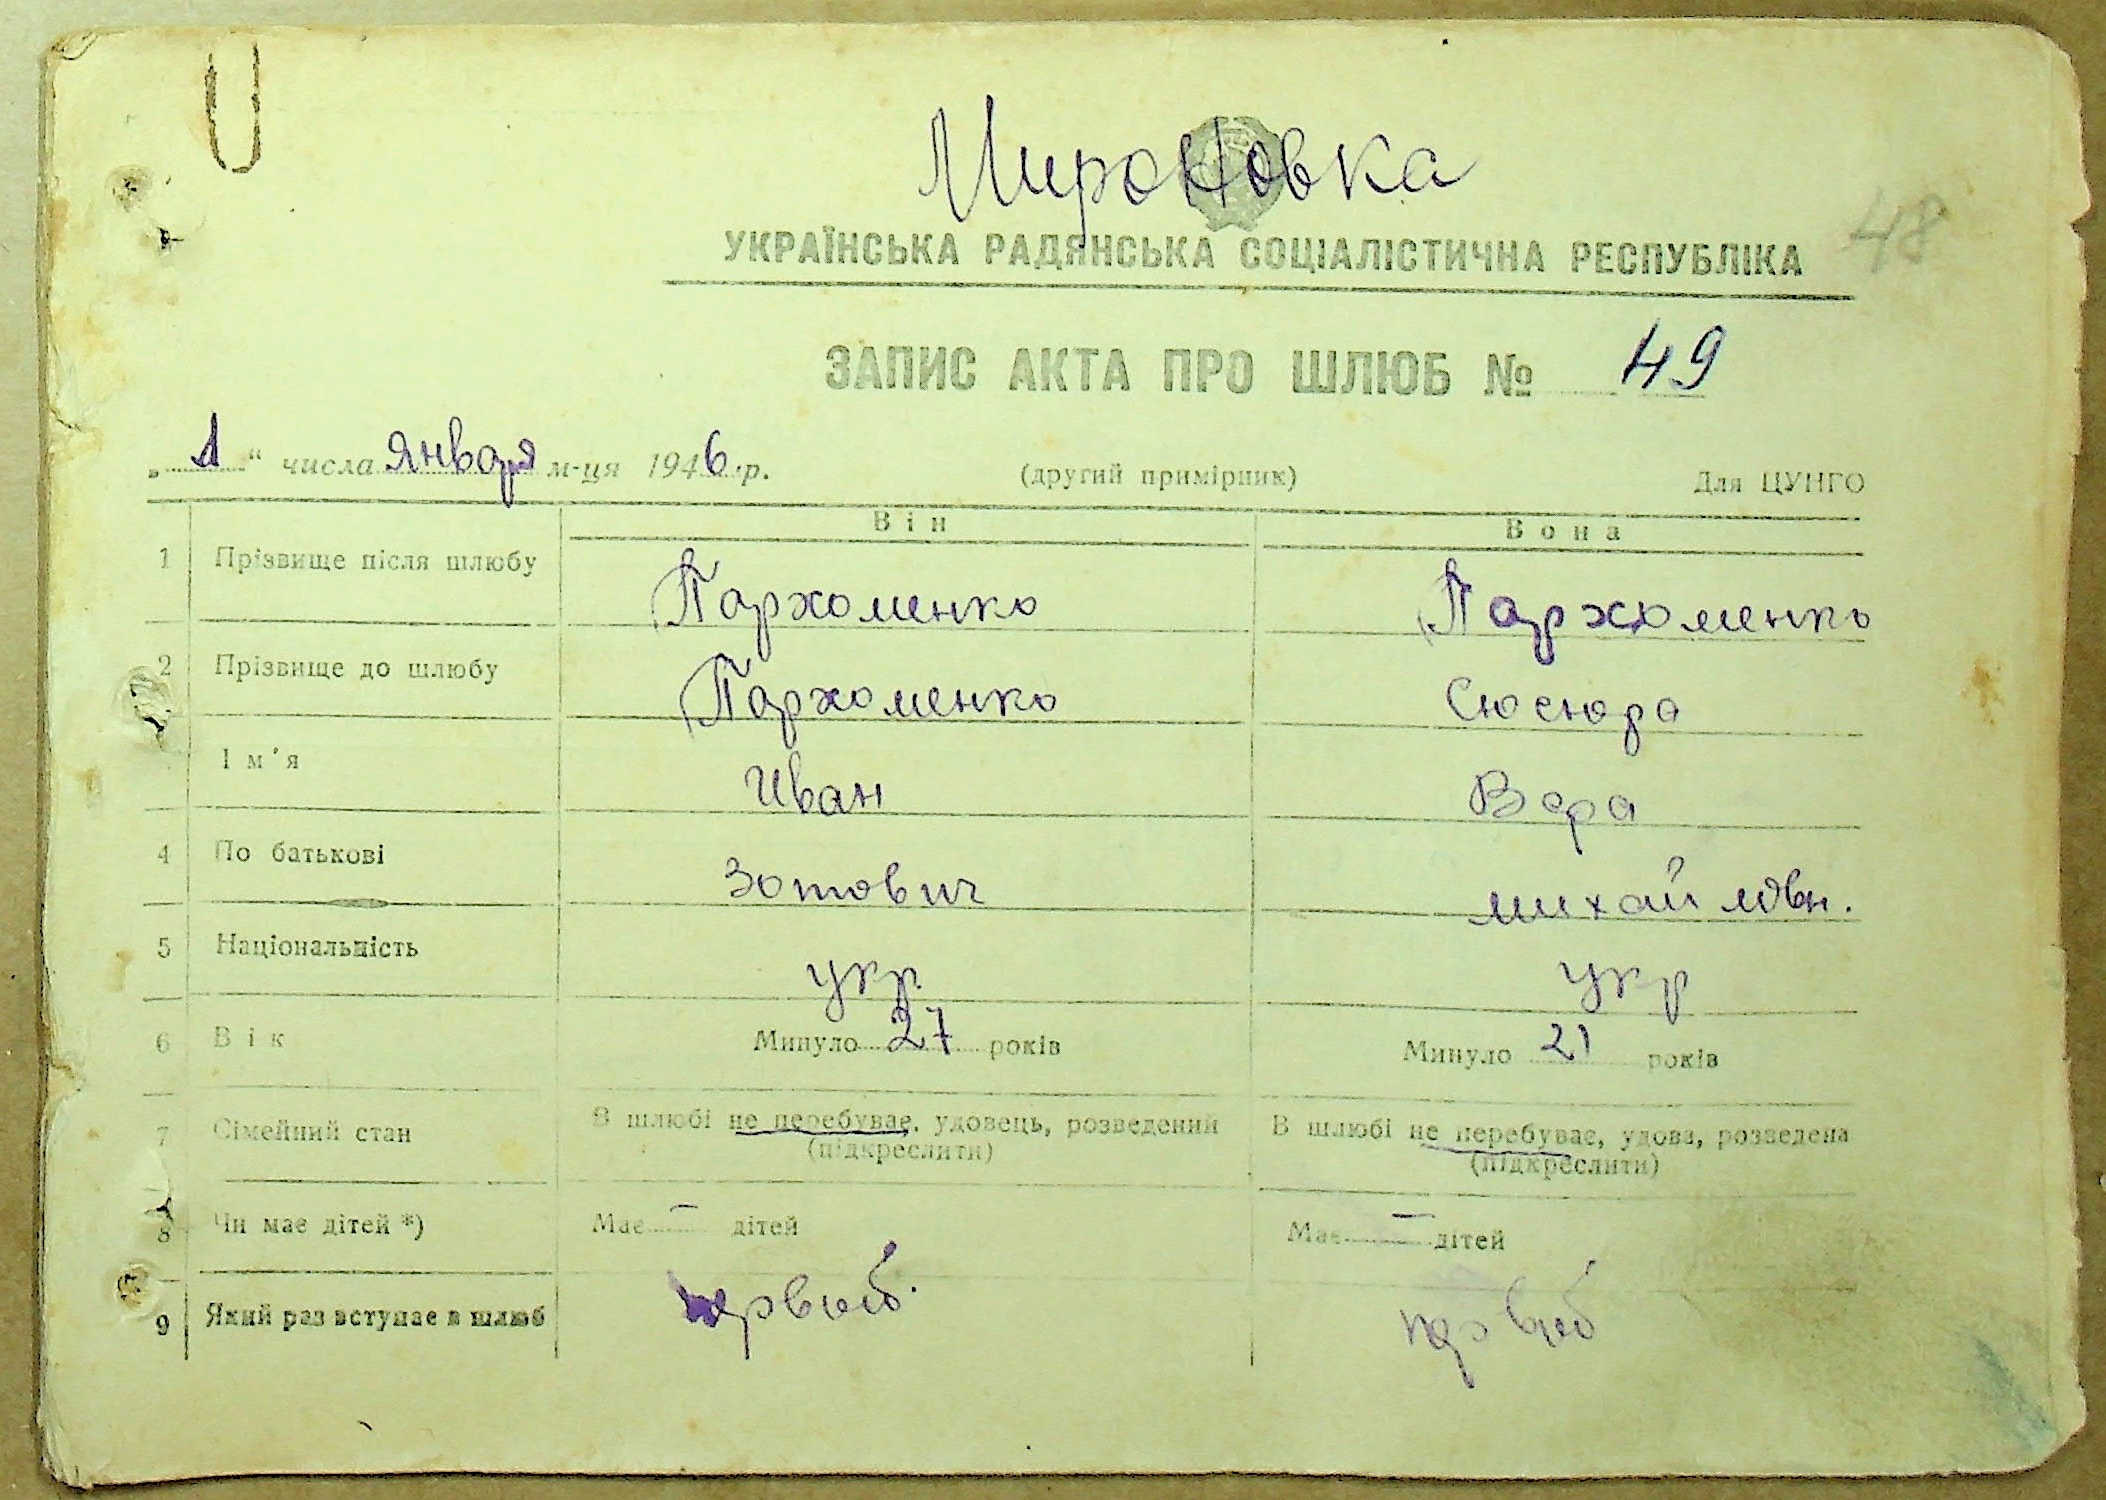 Мироновка
48
УКРАЇНСЬКА РАДЯНСЬКА СОЦІАЛІСТИЧНА РЕСПУБЛІКА
ЗАПИС АКТА ПРО ШЛЮБ № 49
„1“ числа января м-ця 1946 р. (другий примірник) Для ЦУНГО
Він Вона
1 Прізвище після шлюбу Пархоменко Пархоменко
2 Прізвище до шлюбу Пархоменко Сюсюра
Ім'я Иван Вера
4 По батькові Зотович Михайловн.
5 Національність укр укр
6 Вік Минуло 27 років Минуло 21 років
7 Сімейний стан В шлюбі не перебуває, удовець, розведений В шлюбі не перебуває, удова, розведена
(підкреслити) (підкреслити)
8 Чи має дітей *) Має — дітей Має — дітей
9 Який раз вступає в шлюб первый. первый